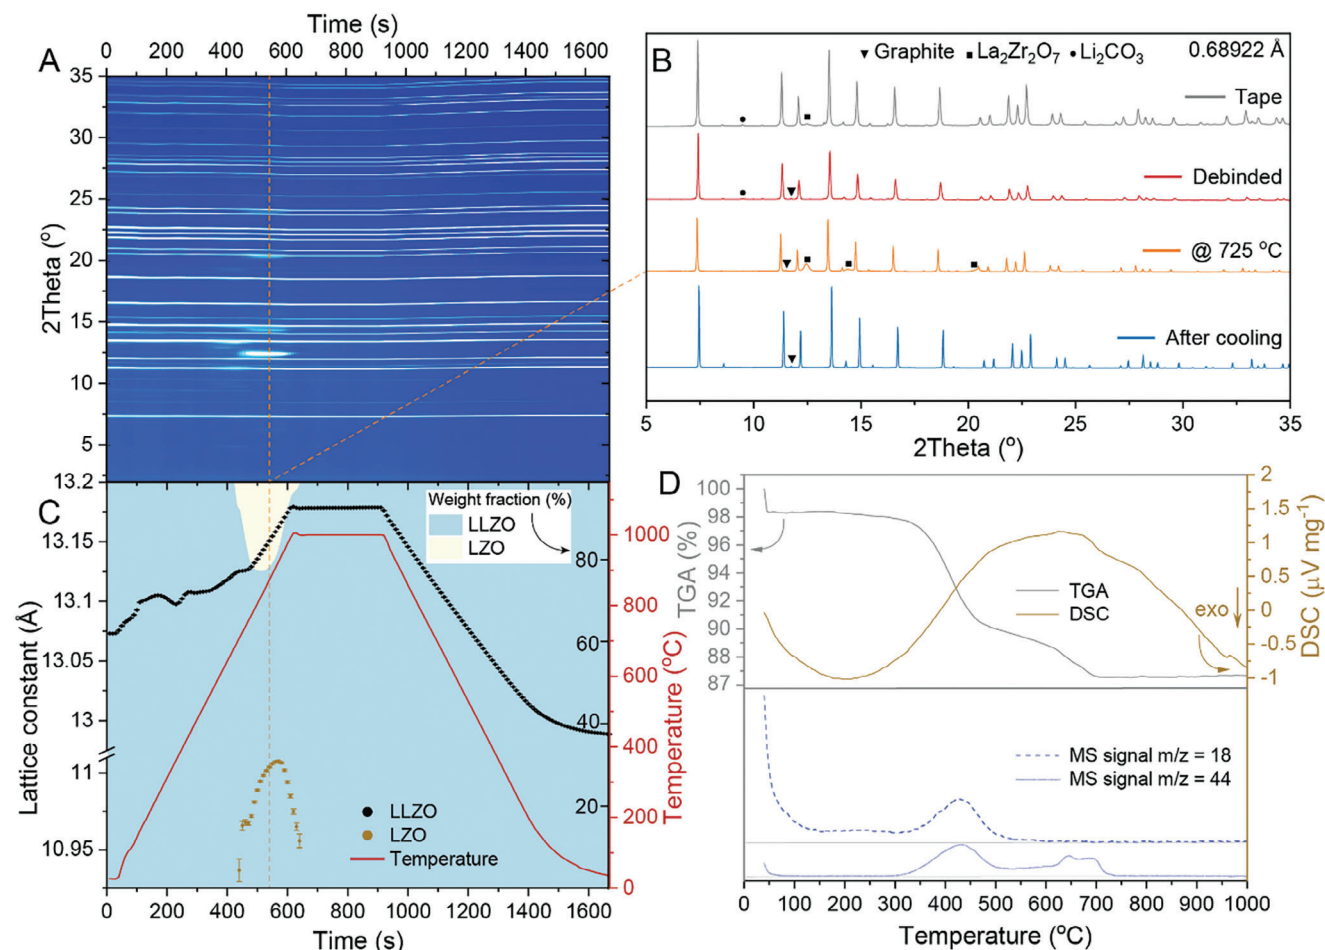 Time (s)
0 200 400 600 800 1000 1200 1400 1600
A
35
30
25
20
15
10
5
2Theta (°)
B
▼ Graphite ■ La₂Zr₂O₇ • Li₂CO₃
0.68922 Å
Tape
Debinded
@ 725 °C
After cooling
5 10 15 20 25 30 35
2Theta (°)
C
13.2
13.15
13.1
13.05
13
11
10.95
Lattice constant (Å)
Weight fraction (%)
LLZO
LZO
80
60
40
20
1000
800
600
400
200
0
Temperature (°C)
LLZO
LZO
Temperature
0 200 400 600 800 1000 1200 1400 1600
Time (s)
D
100
98
96
94
92
90
88
87
TGA (%)
TGA
DSC
exo
2
1.5
1
0.5
0
-0.5
-1
DSC (µV mg⁻¹)
MS signal m/z = 18
MS signal m/z = 44
0 100 200 300 400 500 600 700 800 900 1000
Temperature (°C)